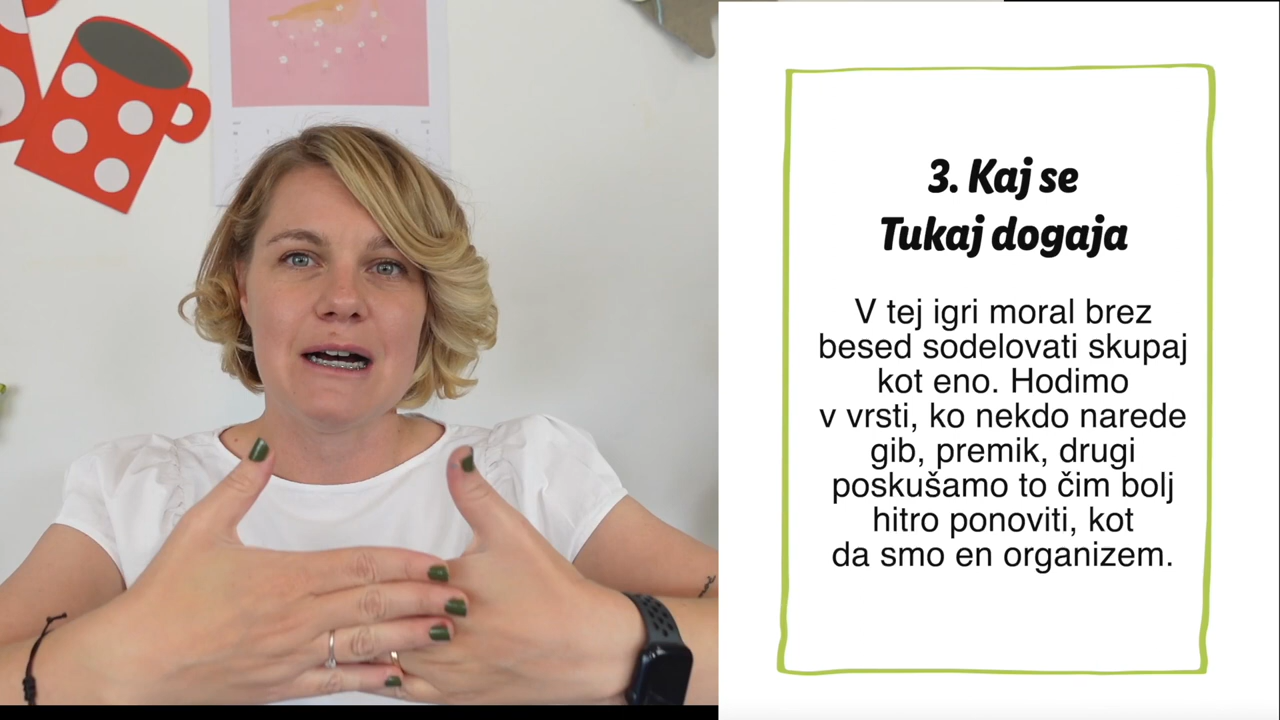 3. Kaj se
Tukaj dogaja
V tej igri moral brez
besed sodelovati skupaj
kot eno. Hodimo
v vrsti, ko nekdo narede
gib, premik, drugi
poskušamo to čim bolj
hitro ponoviti, kot
da smo en organizem.